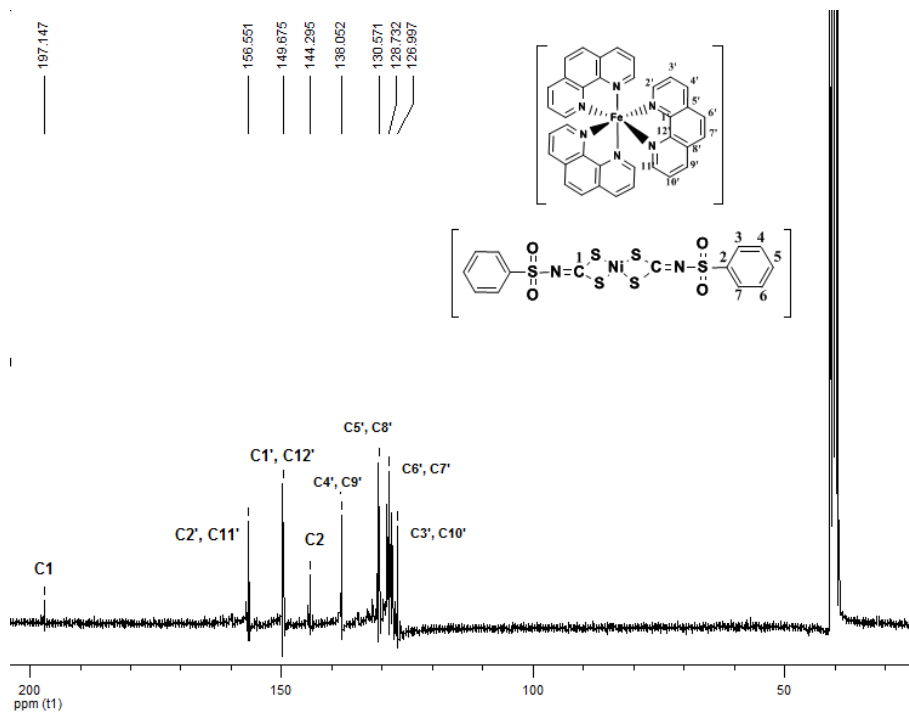 197.147
156.551
149.675
144.295
138.052
130.571
128.732
126.997
3'
2'
4'
N
N
5'
N
N
6'
Fe
1'
12'
7'
N
N
8'
11
9'
10'
O
S
S
O
3
4
1
2
5
S
N
C
Ni
C
N
S
O
S
S
O
7
6
C5', C8'
C1', C12'
C6', C7'
C4', C9'
C2', C11'
C2
C3', C10'
C1
200
150
100
50
ppm (t1)